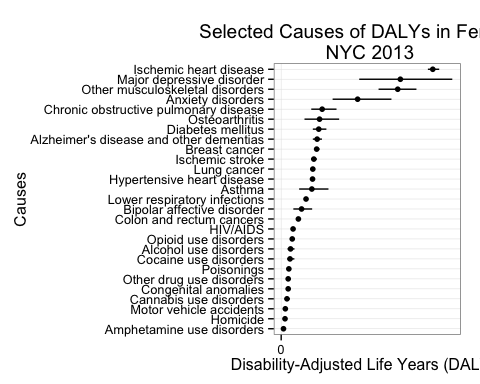 Selected Causes of DALYs in Fe
NYC 2013
Causes
Ischemic heart disease
Major depressive disorder
Other musculoskeletal disorders
Anxiety disorders
Chronic obstructive pulmonary disease
Osteoarthritis
Diabetes mellitus
Alzheimer's disease and other dementias
Breast cancer
Ischemic stroke
Lung cancer
Hypertensive heart disease
Asthma
Lower respiratory infections
Bipolar affective disorder
Colon and rectum cancers
HIV/AIDS
Opioid use disorders
Alcohol use disorders
Cocaine use disorders
Poisonings
Other drug use disorders
Congenital anomalies
Cannabis use disorders
Motor vehicle accidents
Homicide
Amphetamine use disorders
0
Disability-Adjusted Life Years (DAL